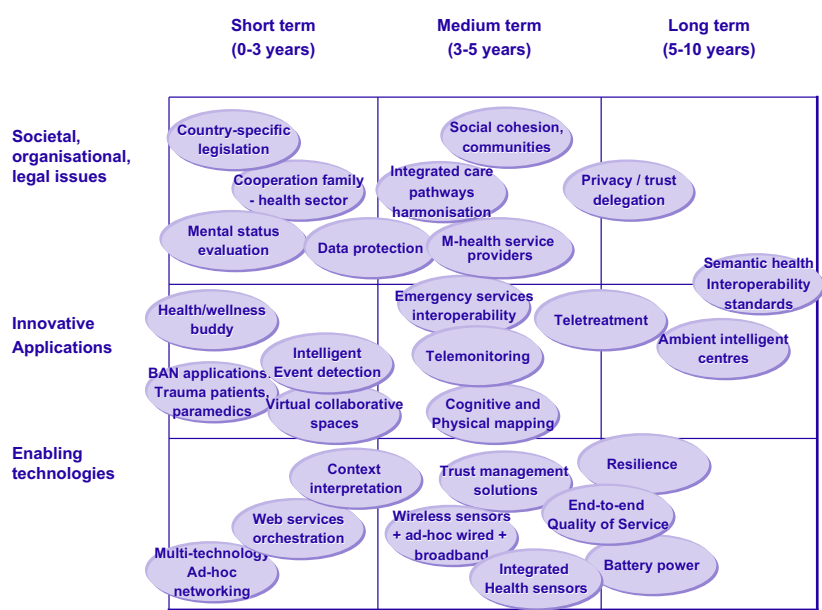 Short term
(0-3 years)
Medium term
(3-5 years)
Long term
(5-10 years)
Societal,
organisational,
legal issues
Country-specific
legislation
Cooperation family
- health sector
Mental status
evaluation
Data protection
Social cohesion,
communities
Integrated care
pathways
harmonisation
M-health service
providers
Privacy / trust
delegation
Semantic health
Interoperability
standards
Innovative
Applications
Health/wellness
buddy
Intelligent
Event detection
BAN applications.
Trauma patients,
paramedics
Virtual collaborative
spaces
Emergency services
interoperability
Telemonitoring
Cognitive and
Physical mapping
Teletreatment
Ambient intelligent
centres
Enabling
technologies
Context
interpretation
Web services
orchestration
Multi-technology
Ad-hoc
networking
Trust management
solutions
Wireless sensors
+ ad-hoc wired +
broadband
Integrated
Health sensors
Resilience
End-to-end
Quality of Service
Battery power